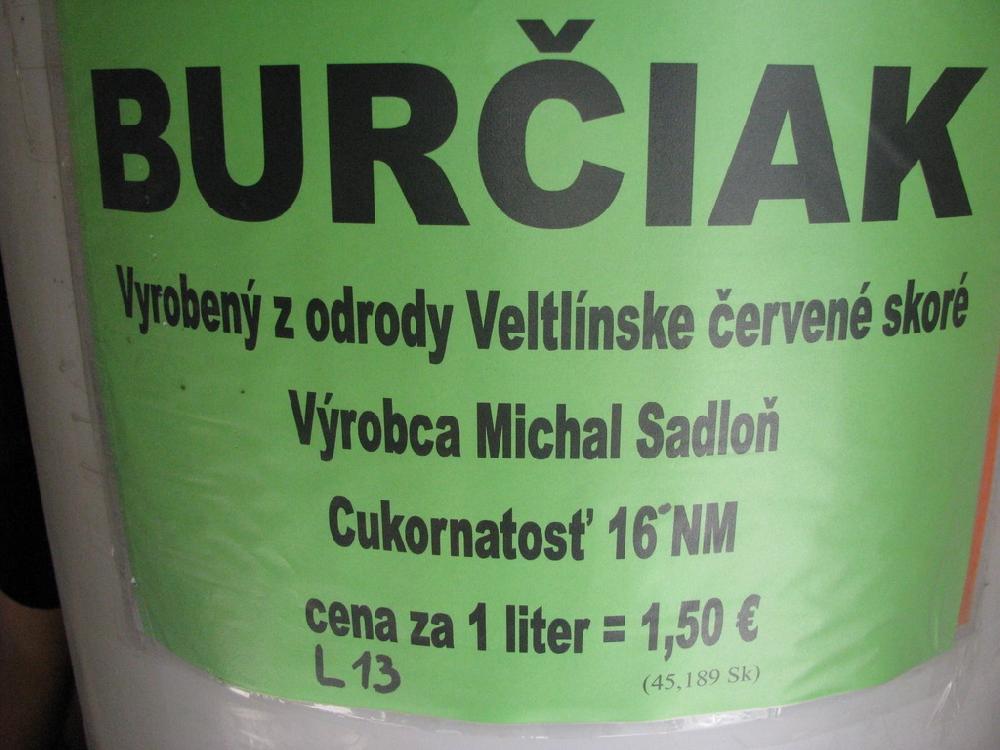 BURČIAK
Vyrobený z odrody Veltlínske červené skoré
Výrobca Michal Sadloň
Cukornatosť 16˝NM
cena za 1 liter = 1,50 €
L 13
(45,189 Sk)